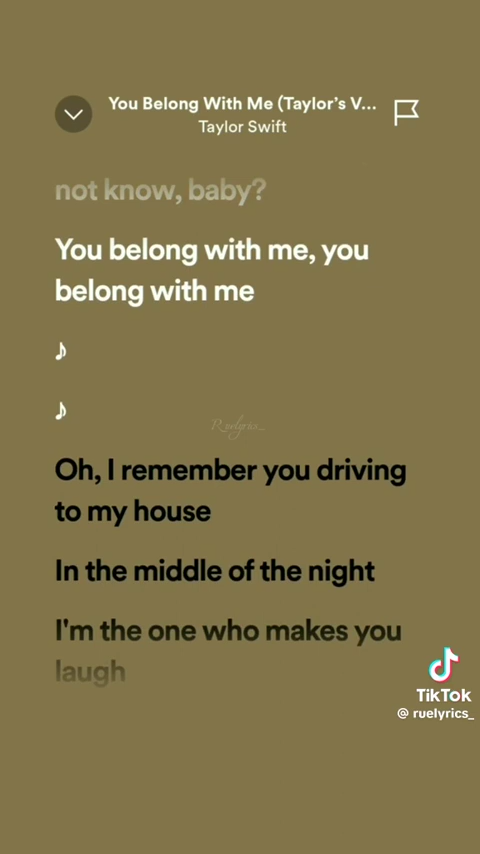 You Belong With Me (Taylor's V...
Taylor Swift
not know, baby?
You belong with me, you
belong with me
♪
♪
Ruelyrics_
Oh, I remember you driving
to my house
In the middle of the night
I'm the one who makes you
laugh
TikTok
@ ruelyrics_